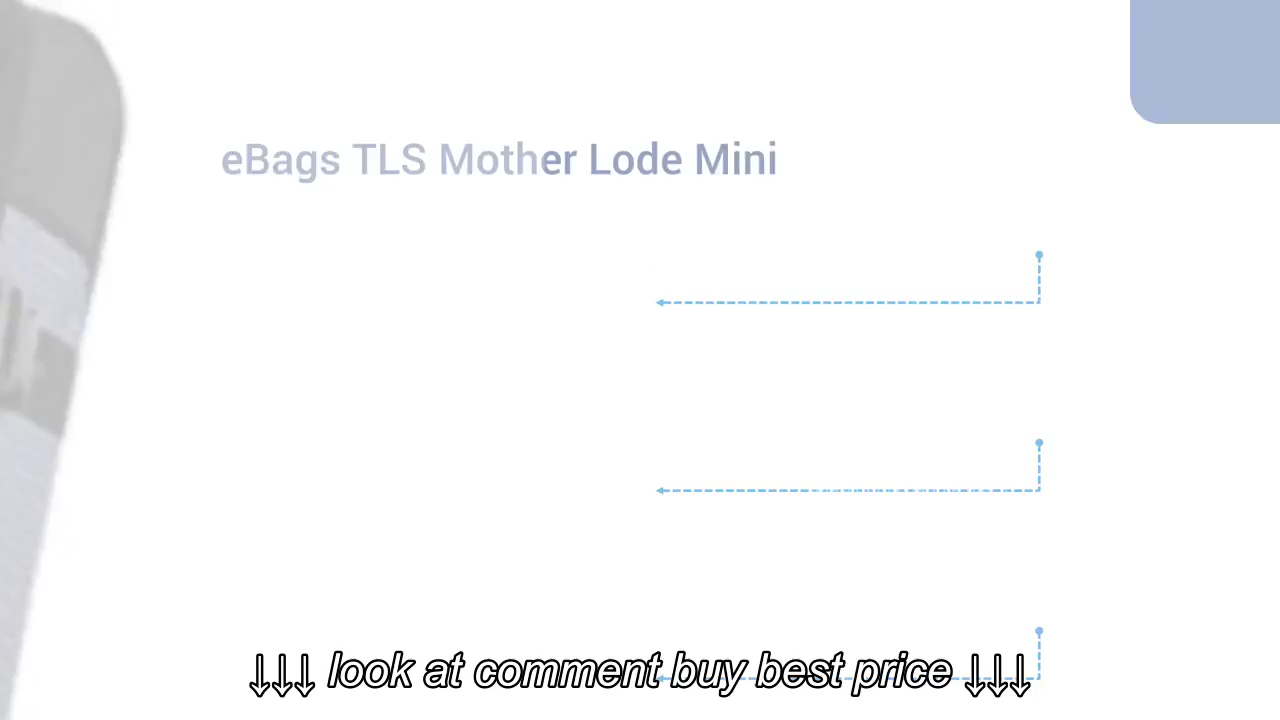 eBags TLS Mother Lode Mini
↓↓↓ look at comment buy best price ↓↓↓